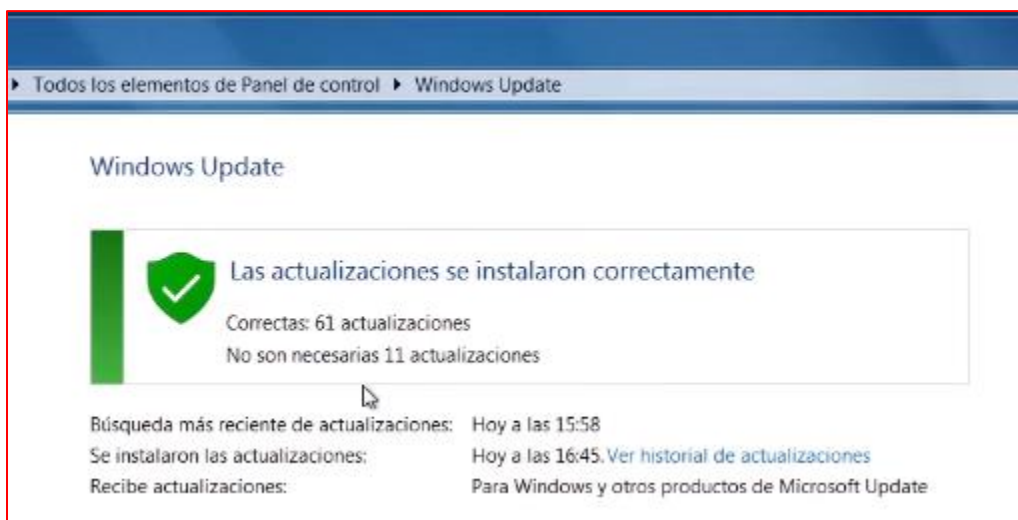 Todos los elementos de Panel de control ▸ Windows Update
Windows Update
Las actualizaciones se instalaron correctamente
Correctas: 61 actualizaciones
No son necesarias 11 actualizaciones
Búsqueda más reciente de actualizaciones: Hoy a las 15:58
Se instalaron las actualizaciones: Hoy a las 16:45. Ver historial de actualizaciones
Recibe actualizaciones: Para Windows y otros productos de Microsoft Update